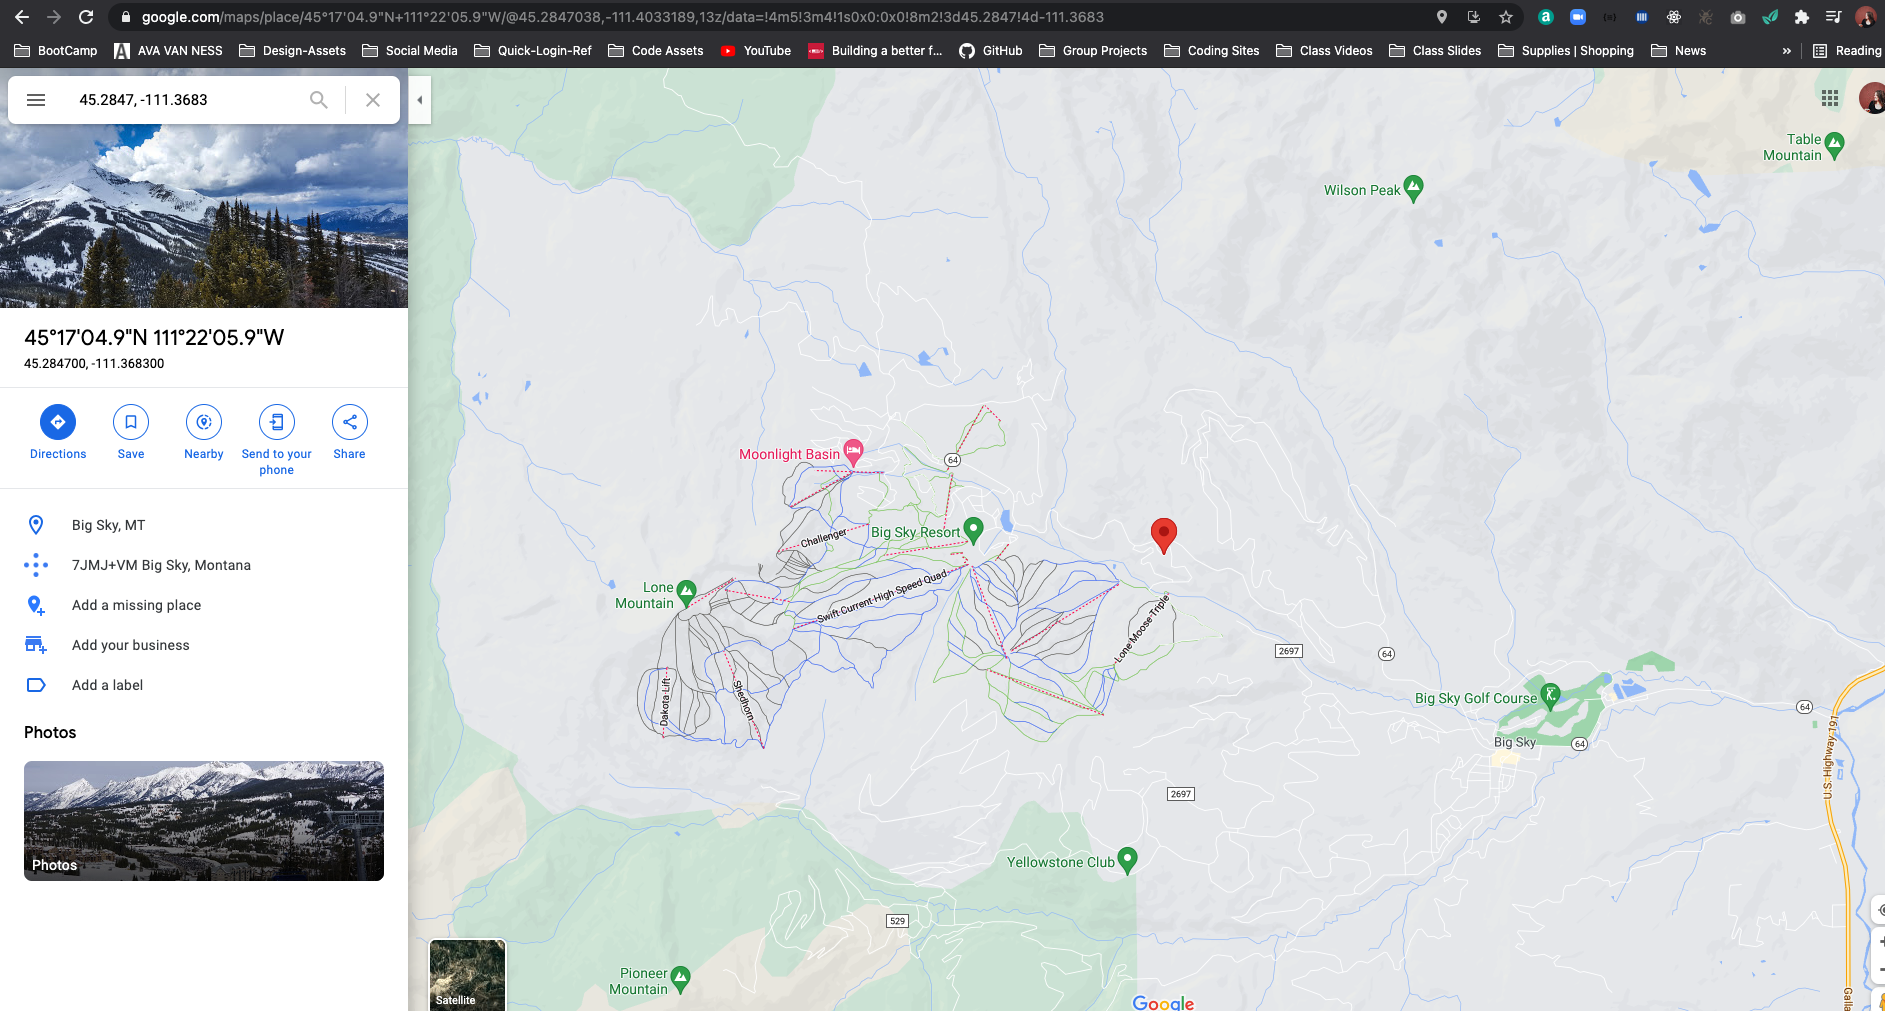 google.com/maps/place/45°17'04.9"N+111°22'05.9"W/@45.2847038,-111.4033189,13z/data=!4m5!3m4!1s0x0:0x0!8m2!3d45.2847!4d-111.3683
BootCamp
AVA VAN NESS
Design-Assets
Social Media
Quick-Login-Ref
Code Assets
YouTube
Building a better f...
GitHub
Group Projects
Coding Sites
Class Videos
Class Slides
Supplies | Shopping
News
»
Reading
45.2847, -111.3683
45°17'04.9"N 111°22'05.9"W
45.284700, -111.368300
Directions
Save
Nearby
Send to your
phone
Share
Big Sky, MT
7JMJ+VM Big Sky, Montana
Add a missing place
Add your business
Add a label
Photos
Photos
Table
Mountain
Wilson Peak
Moonlight Basin
64
Challenger
Big Sky Resort
Lone
Mountain
Swift Current High Speed Quad
Lone Moose Triple
Dakota Lift
Shedhorn
2697
64
Big Sky Golf Course
64
Big Sky
64
U.S. Highway 191
2697
Yellowstone Club
529
Pioneer
Mountain
Satellite
Google